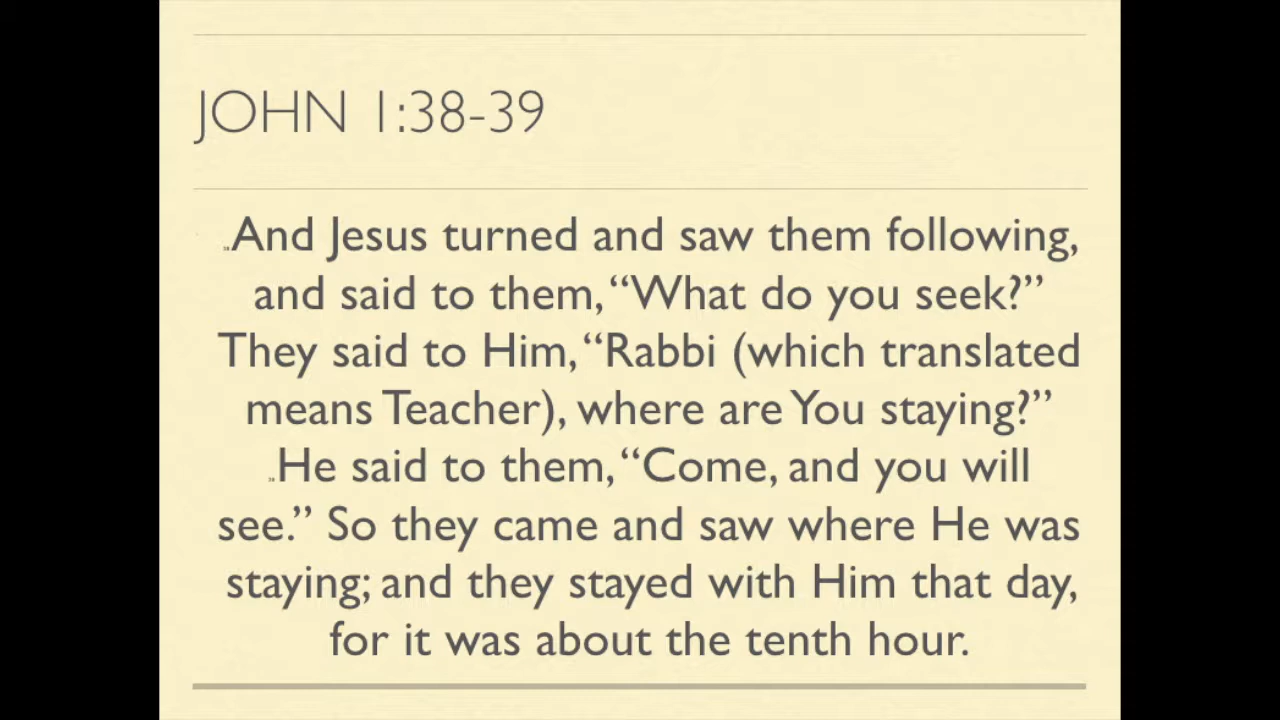 JOHN 1:38-39
And Jesus turned and saw them following,
and said to them, “What do you seek?”
They said to Him, “Rabbi (which translated
means Teacher), where are You staying?”
He said to them, “Come, and you will
see.” So they came and saw where He was
staying; and they stayed with Him that day,
for it was about the tenth hour.